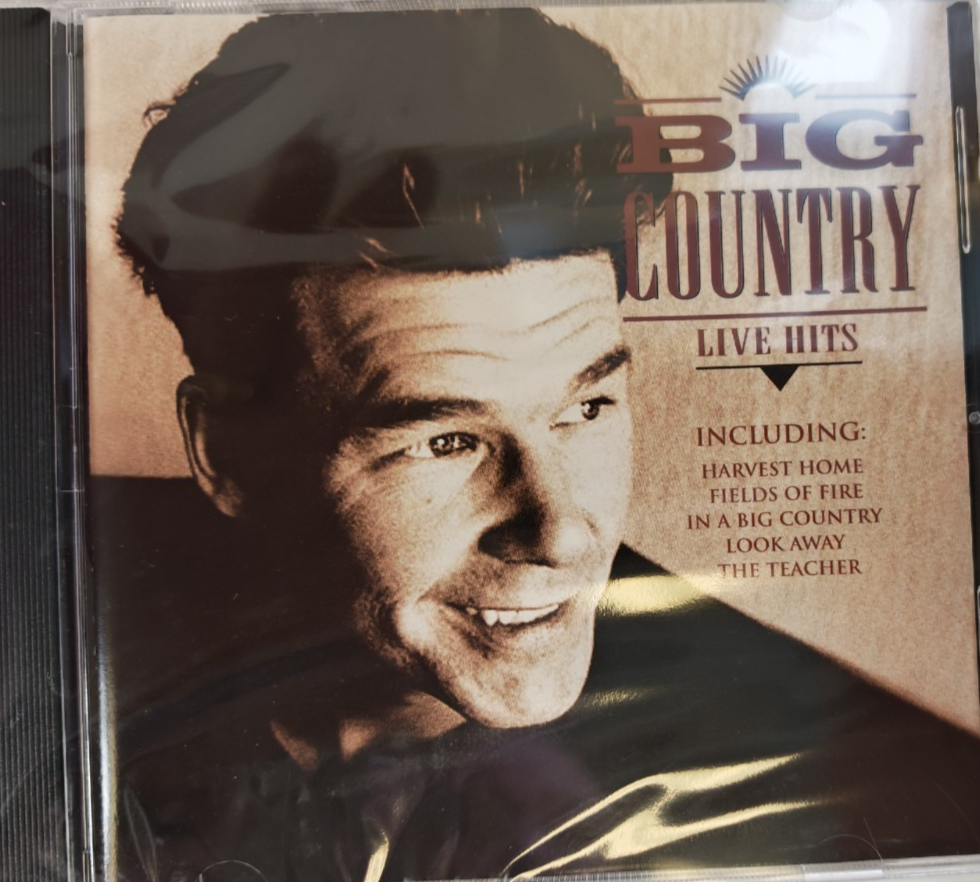 BIG
COUNTRY
LIVE HITS
INCLUDING:
HARVEST HOME
FIELDS OF FIRE
IN A BIG COUNTRY
LOOK AWAY
THE TEACHER